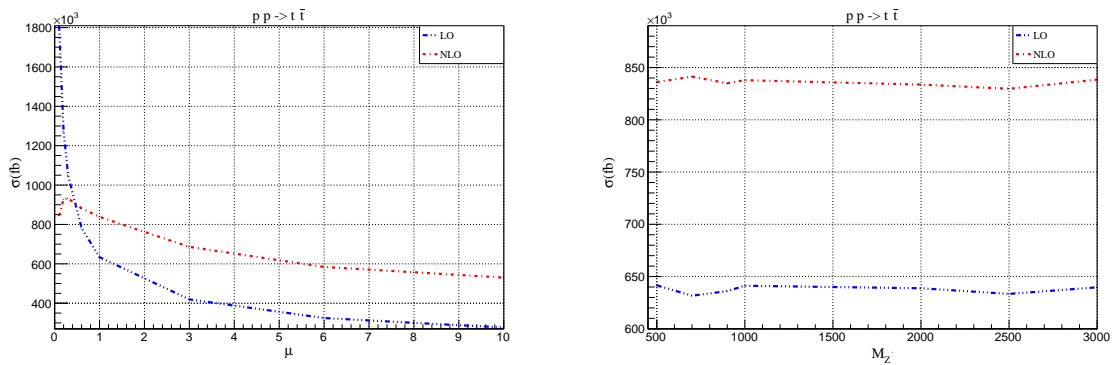 p p -> t t̄
×10³
1800
1600
1400
1200
1000
800
600
400
σ(fb)
LO
NLO
0 1 2 3 4 5 6 7 8 9 10
μ
p p -> t t̄
×10³
850
800
750
700
650
600
σ(fb)
LO
NLO
500 1000 1500 2000 2500 3000
M_Z'